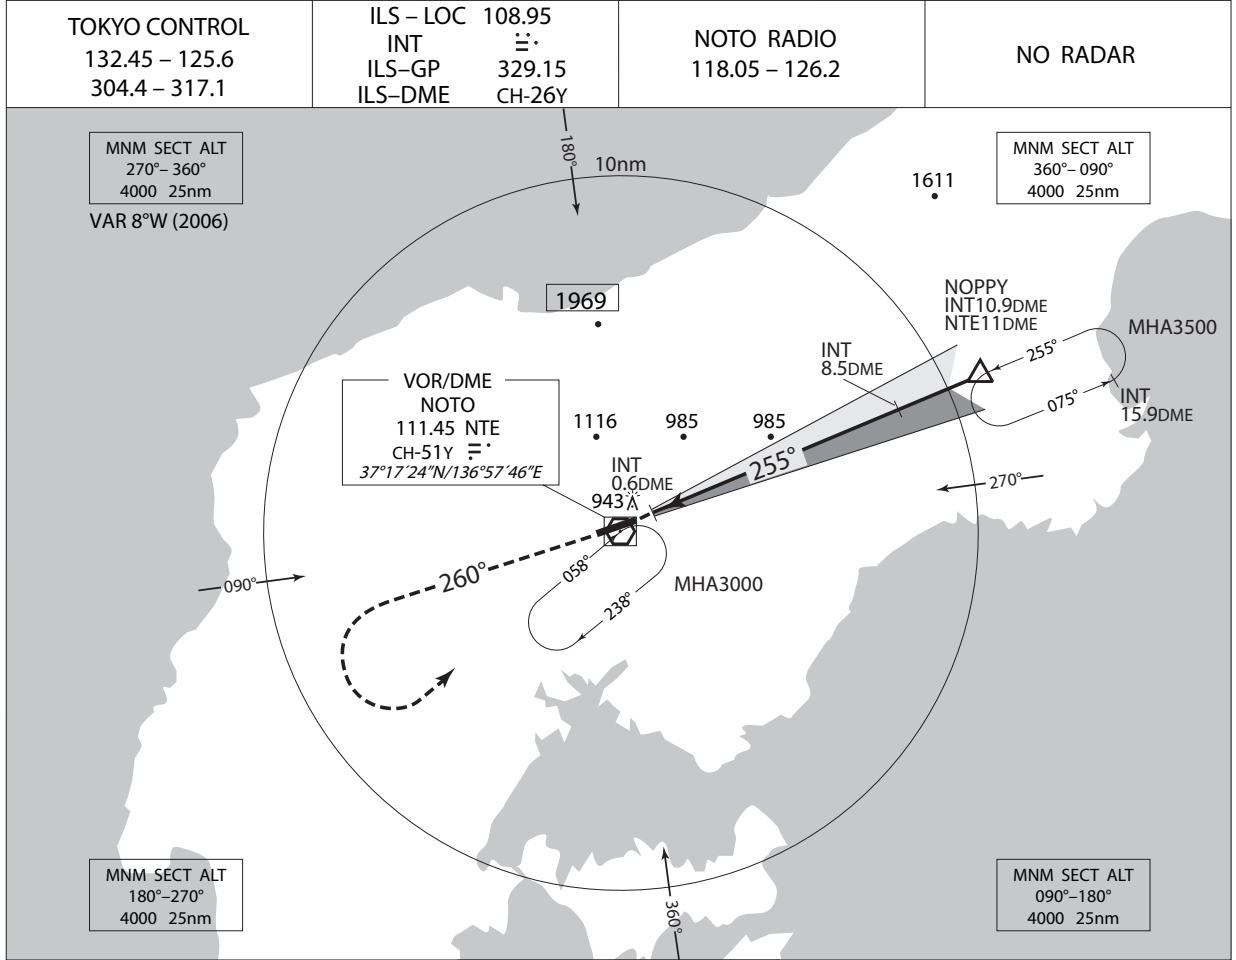 TOKYO CONTROL
132.45 – 125.6
304.4 – 317.1
ILS – LOC 108.95
INT
ILS–GP 329.15
ILS–DME CH-26Y
NOTO RADIO
118.05 – 126.2
NO RADAR
MNM SECT ALT
270°– 360°
4000 25nm
VAR 8°W (2006)
180°
10nm
MNM SECT ALT
360°– 090°
4000 25nm
1611
1969
NOPPY
INT10.9DME
NTE11DME
MHA3500
255°
075°
INT
15.9DME
INT
8.5DME
VOR/DME
NOTO
111.45 NTE
CH-51Y
37°17′24″N/136°57′46″E
1116
985
985
INT
0.6DME
943
255°
270°
090°
260°
058°
238°
MHA3000
MNM SECT ALT
180°–270°
4000 25nm
360°
MNM SECT ALT
090°–180°
4000 25nm